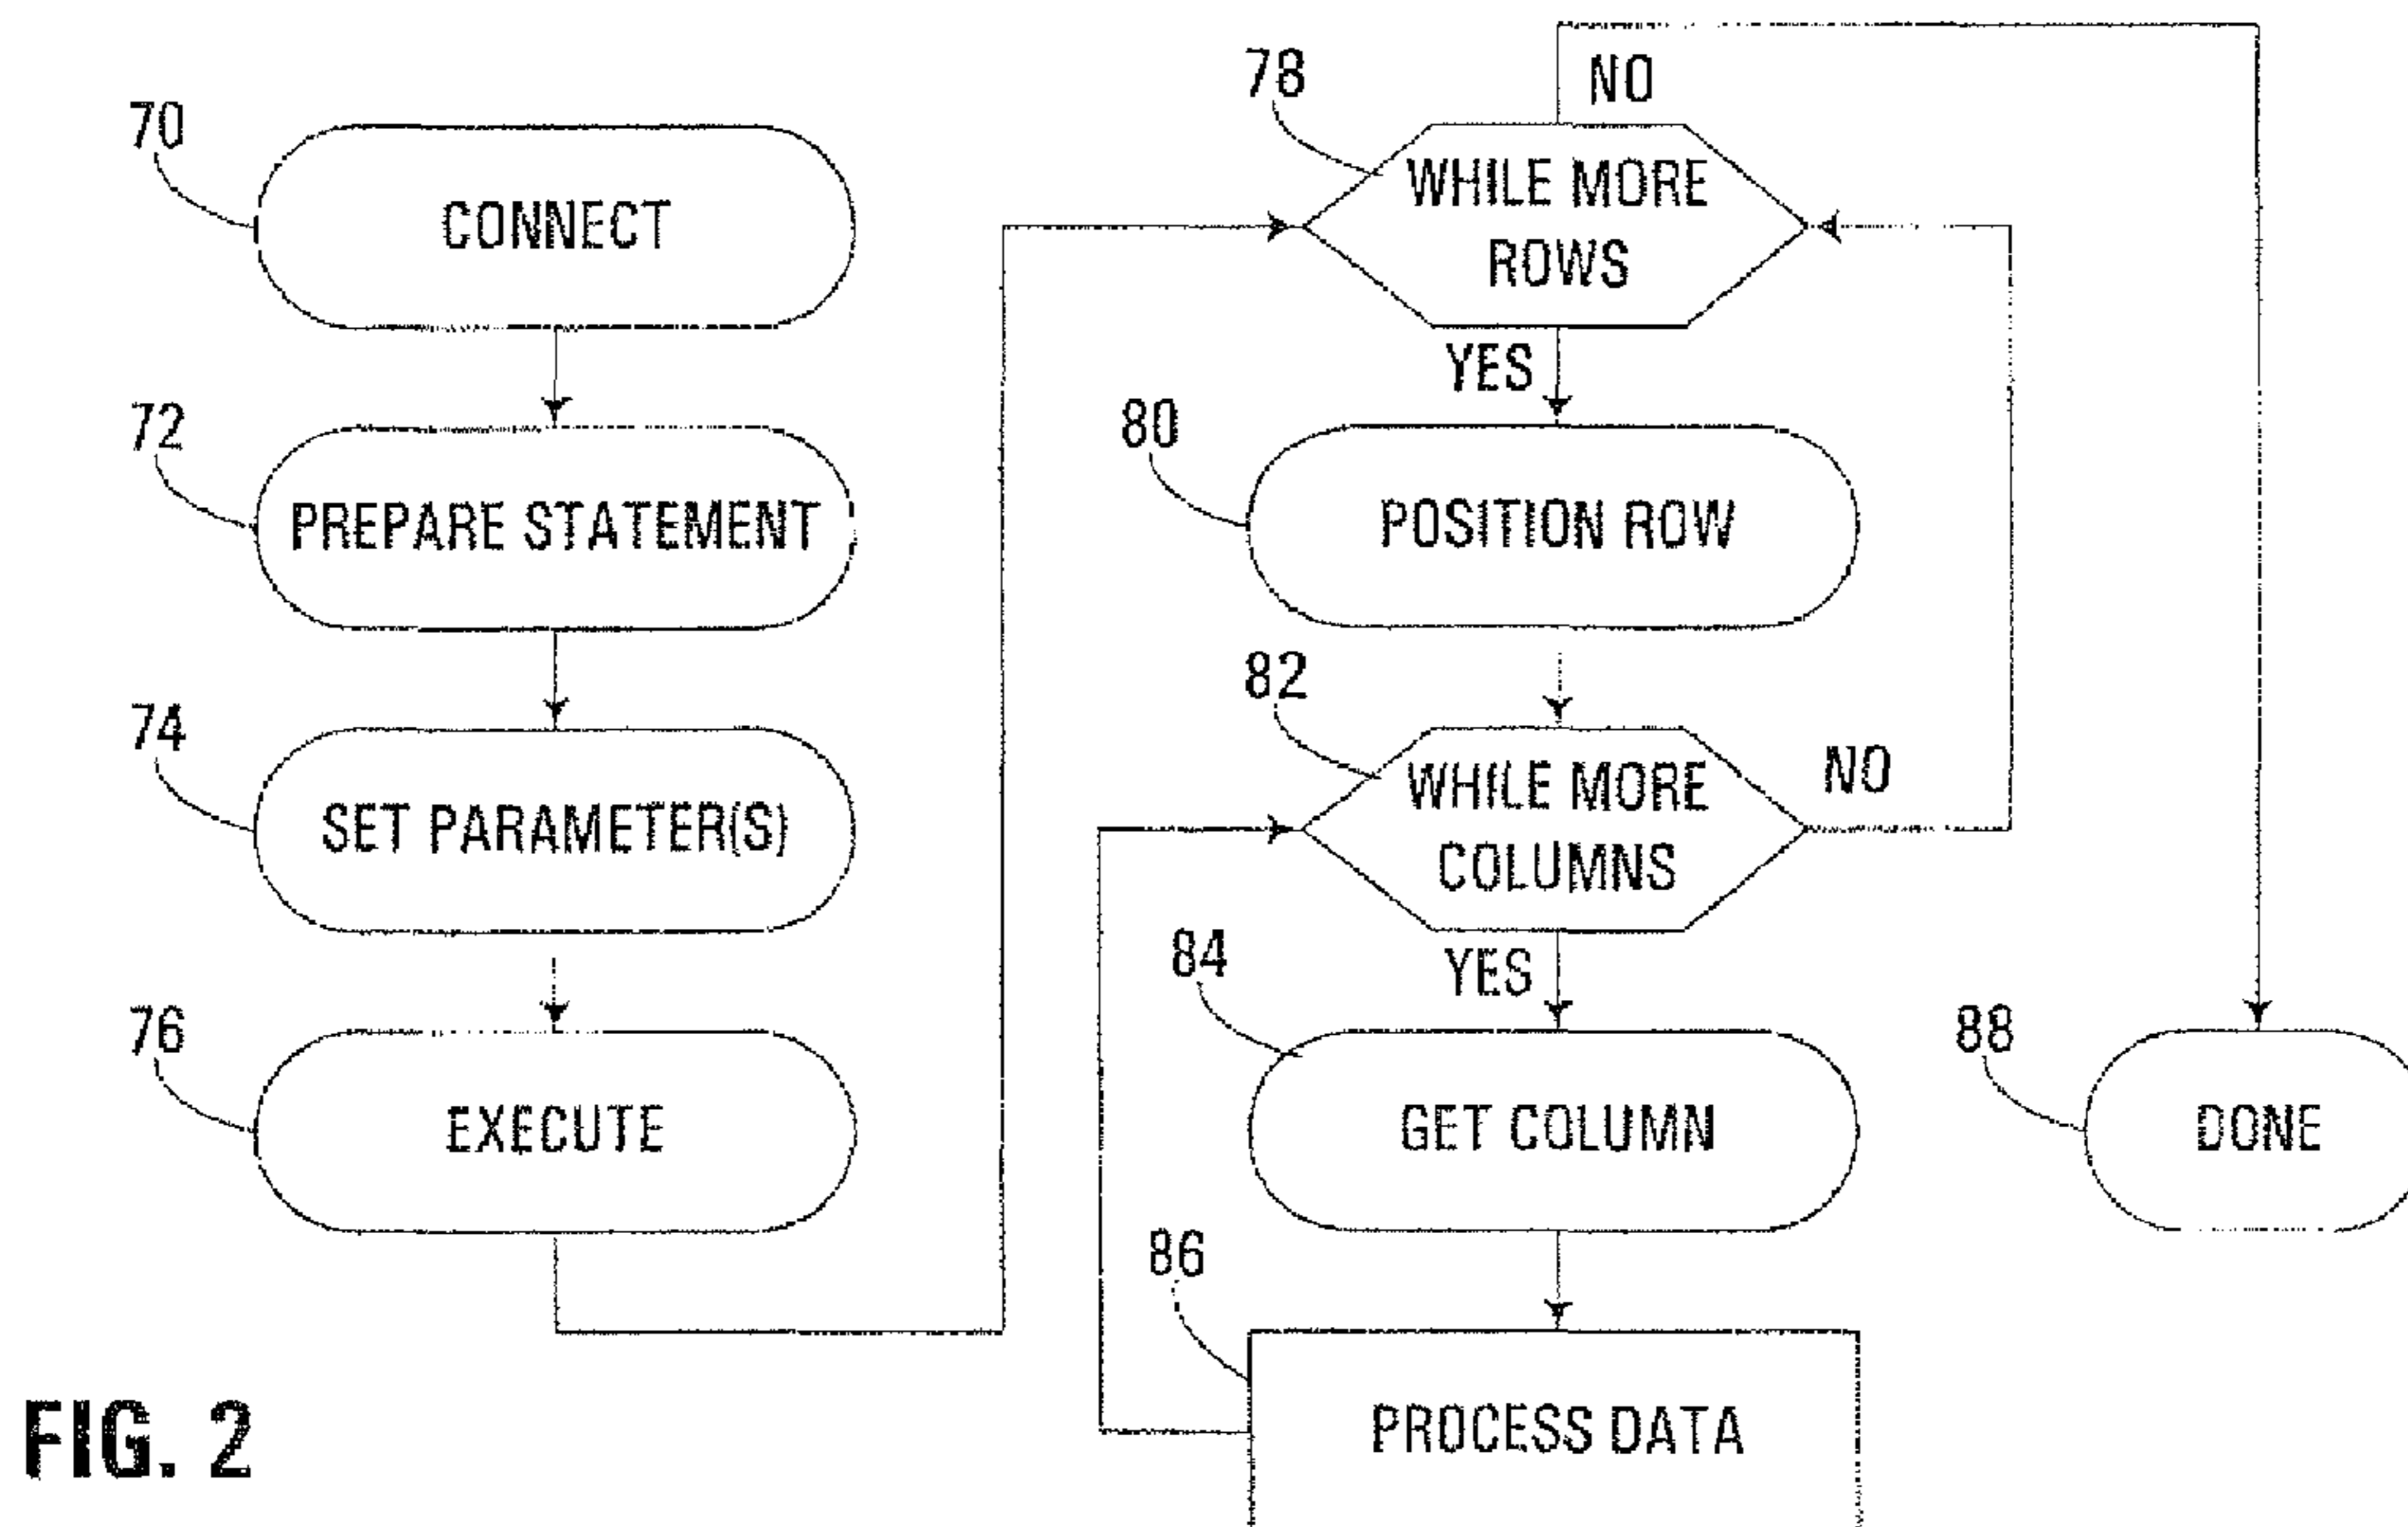 70
CONNECT
72
PREPARE STATEMENT
74
SET PARAMETER(S)
76
EXECUTE
78
NO
WHILE MORE
ROWS
YES
80
POSITION ROW
82
WHILE MORE
COLUMNS
NO
YES
84
GET COLUMN
86
PROCESS DATA
88
DONE
FIG. 2